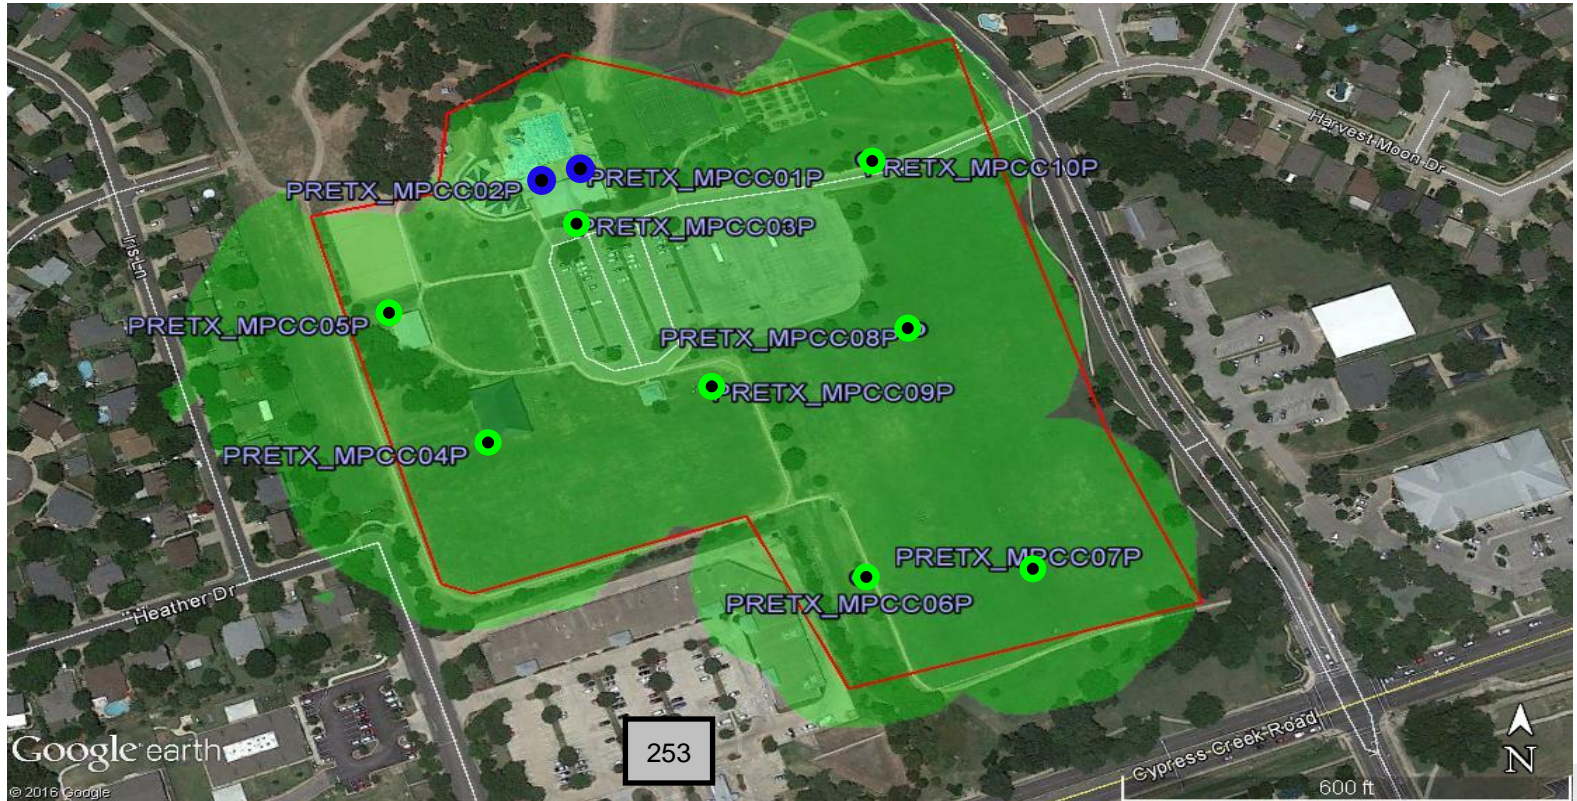 Harvest Moon Dr
PRETX_MPCC10P
PRETX_MPCC01P
PRETX_MPCC02P
PRETX_MPCC03P
Iris Ln
PRETX_MPCC05P
PRETX_MPCC08P
PRETX_MPCC09P
PRETX_MPCC04P
PRETX_MPCC07P
PRETX_MPCC06P
Heather Dr
Cypress Creek Road
Google earth
253
N
600 ft
© 2016 Google